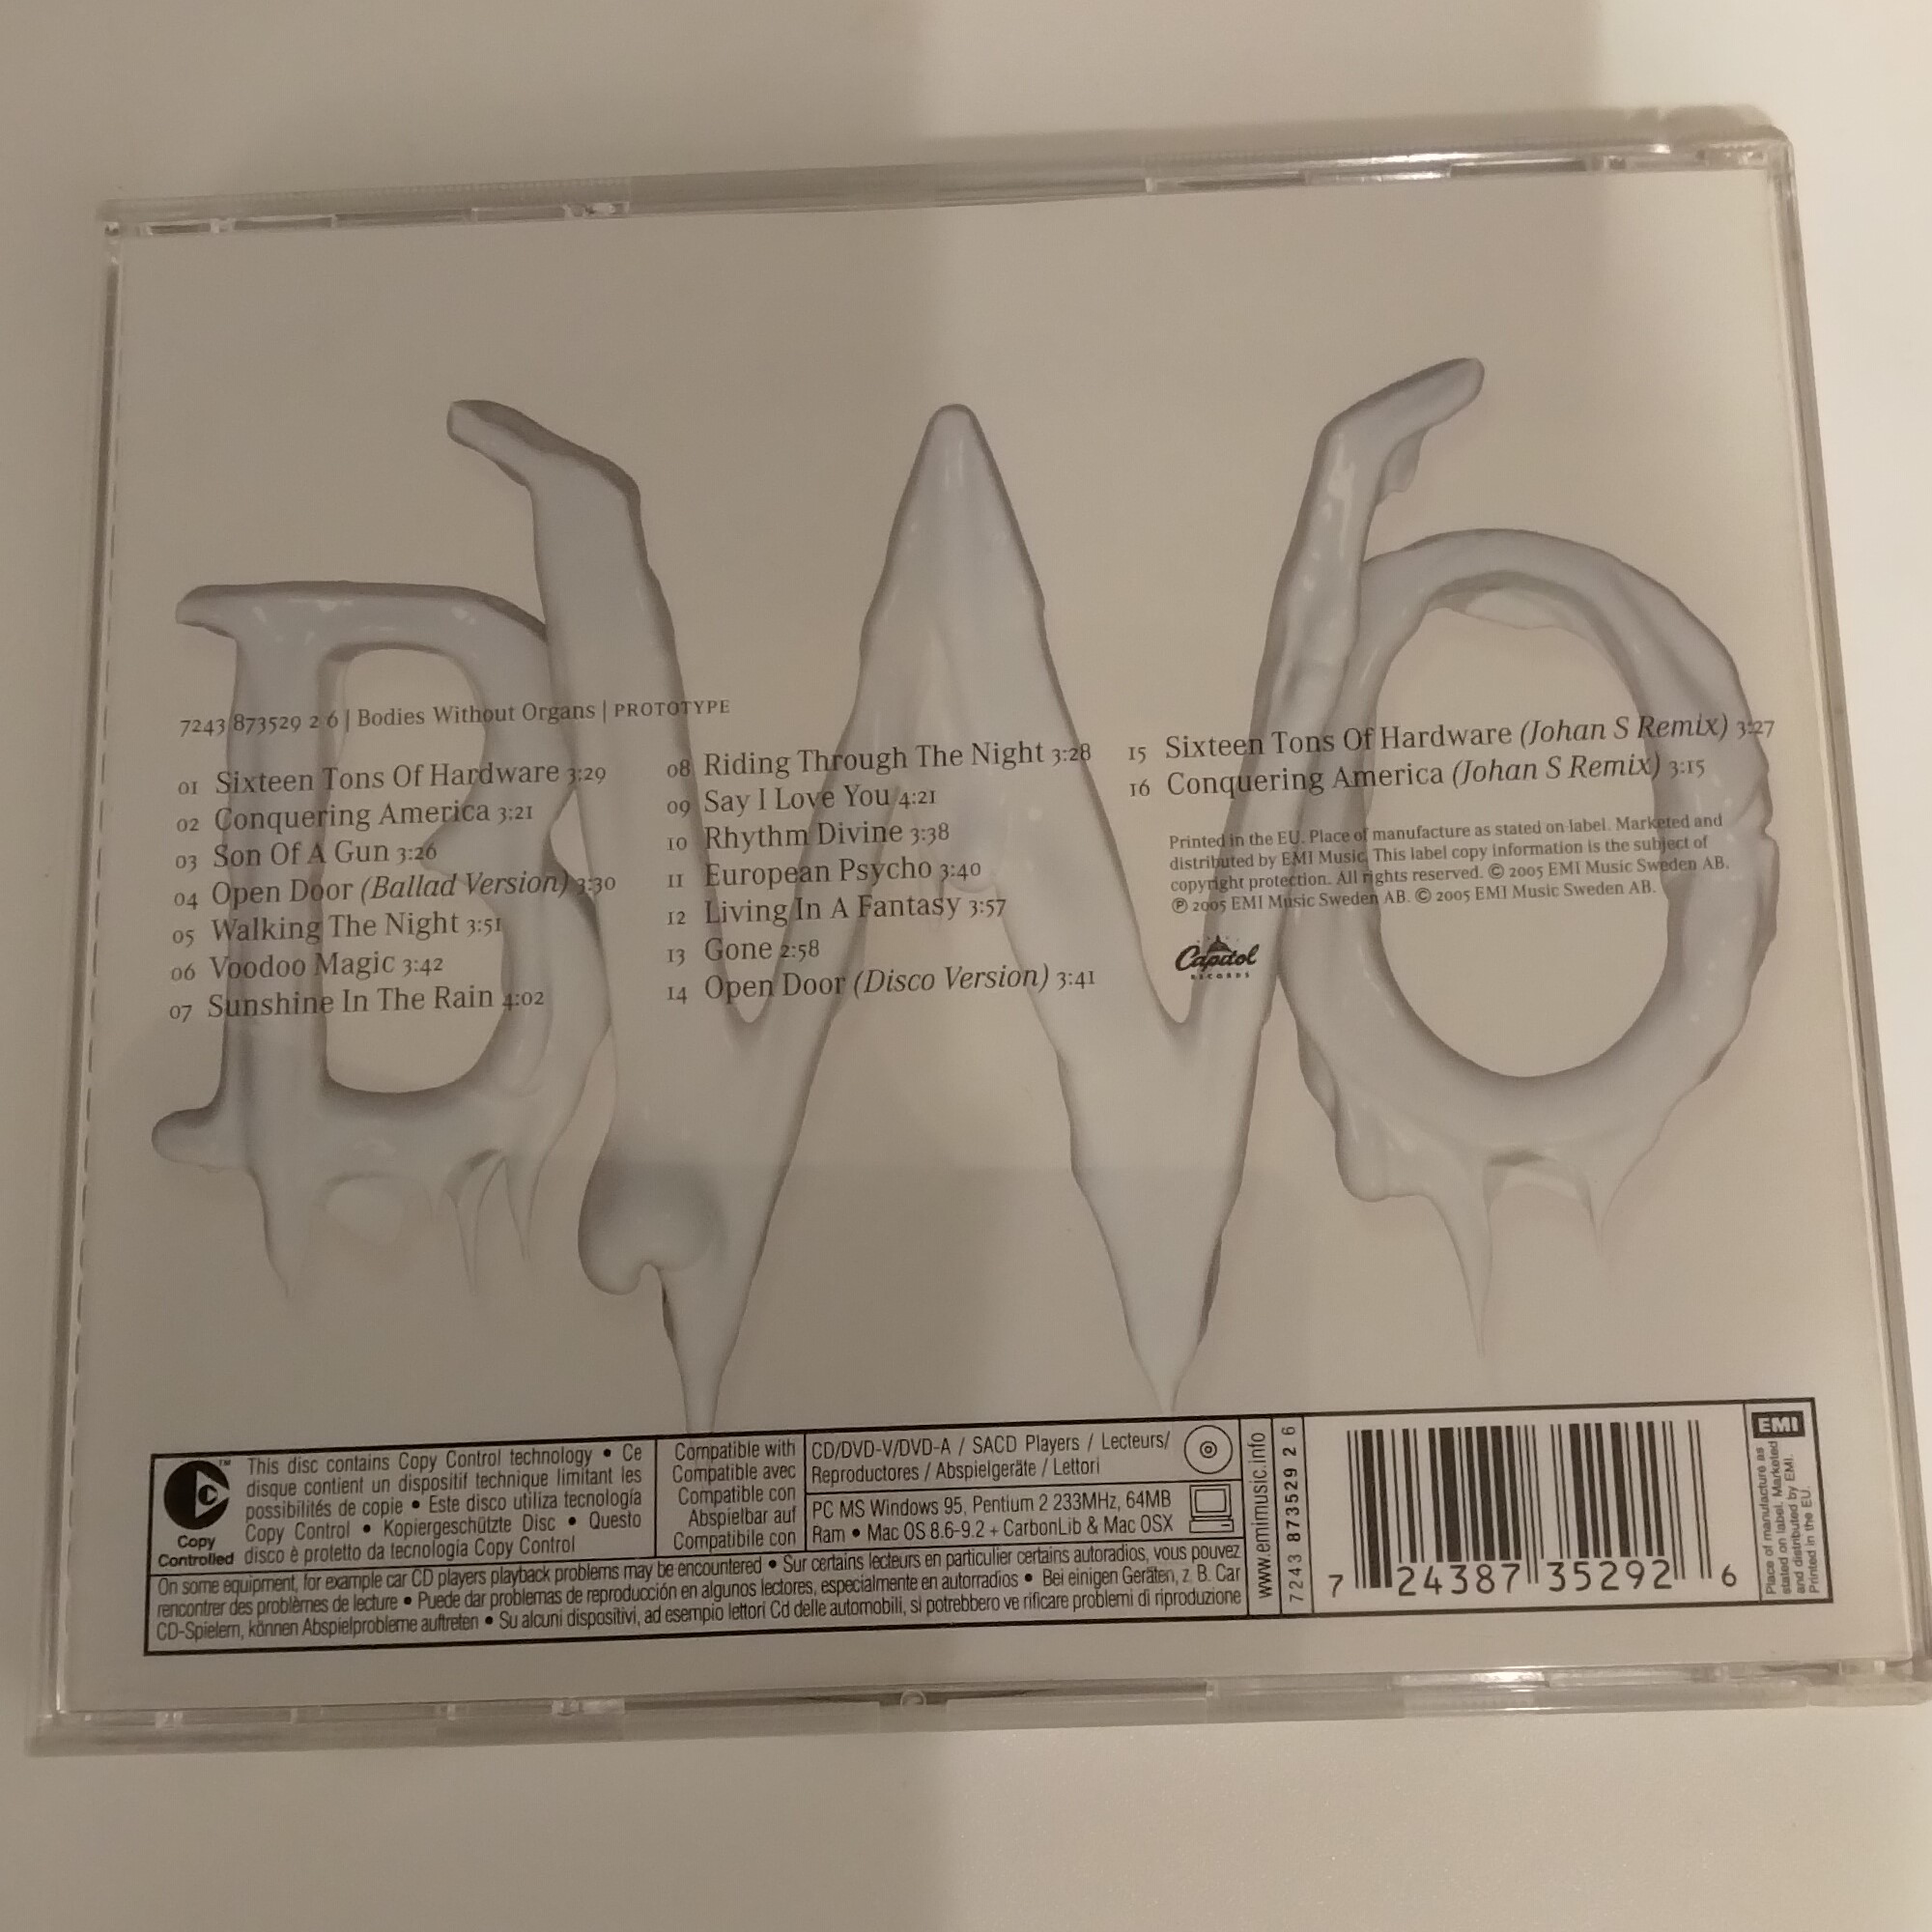 BWO
7243 873529 2 6 | Bodies Without Organs | PROTOTYPE
01 Sixteen Tons Of Hardware 3:29
02 Conquering America 3:21
03 Son Of A Gun 3:26
04 Open Door (Ballad Version) 3:30
05 Walking The Night 3:51
06 Voodoo Magic 3:42
07 Sunshine In The Rain 4:02
08 Riding Through The Night 3:28
09 Say I Love You 4:21
10 Rhythm Divine 3:38
11 European Psycho 3:40
12 Living In A Fantasy 3:57
13 Gone 2:58
14 Open Door (Disco Version) 3:41
15 Sixteen Tons Of Hardware (Johan S Remix) 3:27
16 Conquering America (Johan S Remix) 3:15
Printed in the EU. Place of manufacture as stated on label. Marketed and
distributed by EMI Music. This label copy information is the subject of
copyright protection. All rights reserved. © 2005 EMI Music Sweden AB.
℗ 2005 EMI Music Sweden AB. © 2005 EMI Music Sweden AB.
Capitol
RECORDS
C TM
Copy
Controlled
This disc contains Copy Control technology • Ce
disque contient un dispositif technique limitant les
possibilités de copie • Este disco utiliza tecnología
Copy Control • Kopiergeschützte Disc • Questo
disco è protetto da tecnologia Copy Control
Compatible with
Compatible avec
Compatible con
Abspielbar auf
Compatibile con
CD/DVD-V/DVD-A / SACD Players / Lecteurs/
Reproductores / Abspielgeräte / Lettori
PC MS Windows 95, Pentium 2 233MHz, 64MB
Ram • Mac OS 8.6-9.2 + CarbonLib & Mac OSX
On some equipment, for example car CD players playback problems may be encountered • Sur certains lecteurs en particulier certains autoradios, vous pouvez
rencontrer des problèmes de lecture • Puede dar problemas de reproducción en algunos lectores, especialmente en autorradios • Bei einigen Geräten, z. B. Car
CD-Spielern, können Abspielprobleme auftreten • Su alcuni dispositivi, ad esempio lettori Cd delle automobili, si potrebbero ve rificare problemi di riproduzione
www.emimusic.info
7243 873529 2 6
7 24387 35292 6
EMI
Place of manufacture as
stated on label. Marketed
and distributed by EMI.
Printed in the EU.